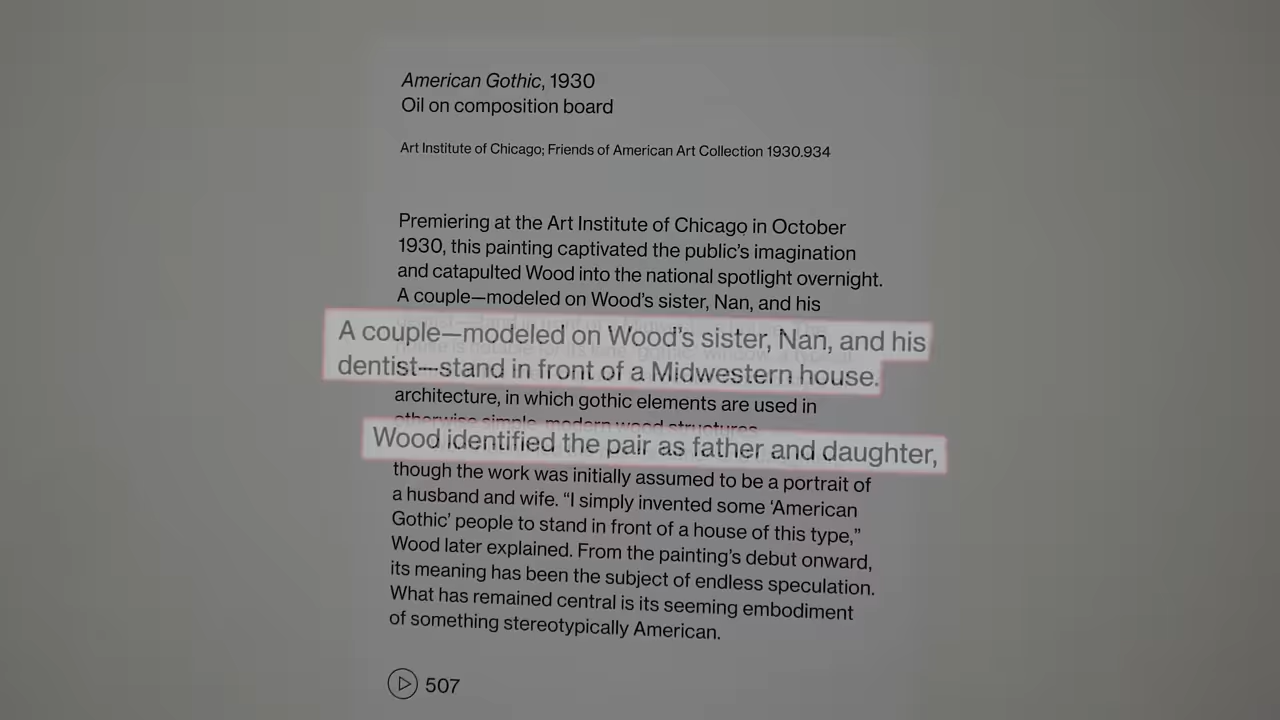 American Gothic, 1930
Oil on composition board
Art Institute of Chicago; Friends of American Art Collection 1930.934
Premiering at the Art Institute of Chicago in October
1930, this painting captivated the public's imagination
and catapulted Wood into the national spotlight overnight.
A couple—modeled on Wood's sister, Nan, and his
A couple—modeled on Wood's sister, Nan, and his
dentist—stand in front of a Midwestern house.
architecture, in which gothic elements are used in
otherwise simple, modern wood structures.
Wood identified the pair as father and daughter,
though the work was initially assumed to be a portrait of
a husband and wife. “I simply invented some ‘American
Gothic’ people to stand in front of a house of this type,”
Wood later explained. From the painting's debut onward,
its meaning has been the subject of endless speculation.
What has remained central is its seeming embodiment
of something stereotypically American.
507